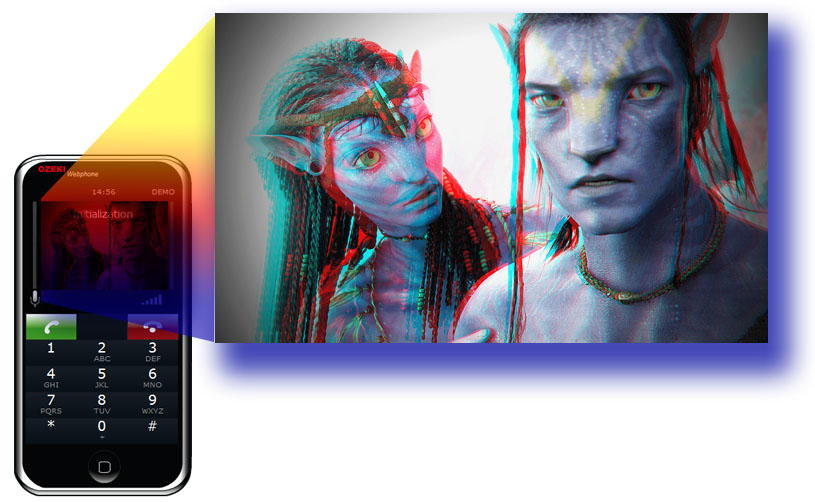 OZEKI
Webphone
14:56 DEMO
Initialization
1 2 3
ABC DEF
4 5 6
GHI JKL MNO
7 8 9
PQRS TUV WXYZ
* 0 #
+